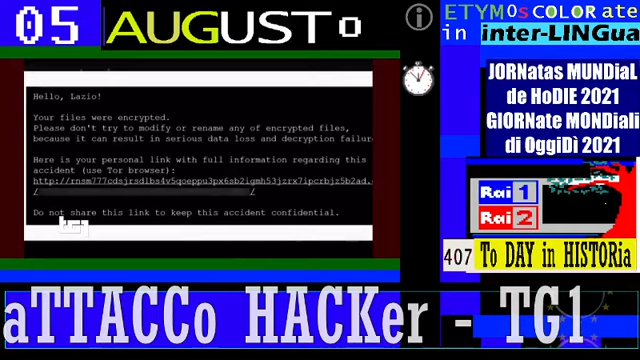 05 AUGUSTo
ETYMOsCOLORate
in inter-LINGua
JORNatas MUNDiaL
de HoDIE 2021
GIORNate MONDiali
di OggiDì 2021
Hello, Lazio!
Your files were encrypted.
Please don't try to modify or rename any of encrypted files,
because it can result in serious data loss and decryption failure
Here is your personal link with full information regarding this
accident (use Tor browser):
Do not share this link to keep this accident confidential.
Rai 1
Rai 2
407 To DAY in HISTORia
aTTACCo HACKer - TG1